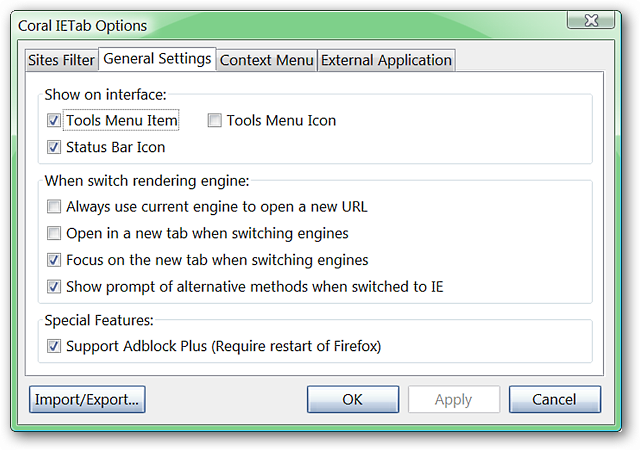 Coral IETab Options
Sites Filter General Settings Context Menu External Application
Show on interface:
Tools Menu Item Tools Menu Icon
Status Bar Icon
When switch rendering engine:
Always use current engine to open a new URL
Open in a new tab when switching engines
Focus on the new tab when switching engines
Show prompt of alternative methods when switched to IE
Special Features:
Support Adblock Plus (Require restart of Firefox)
Import/Export... OK Apply Cancel